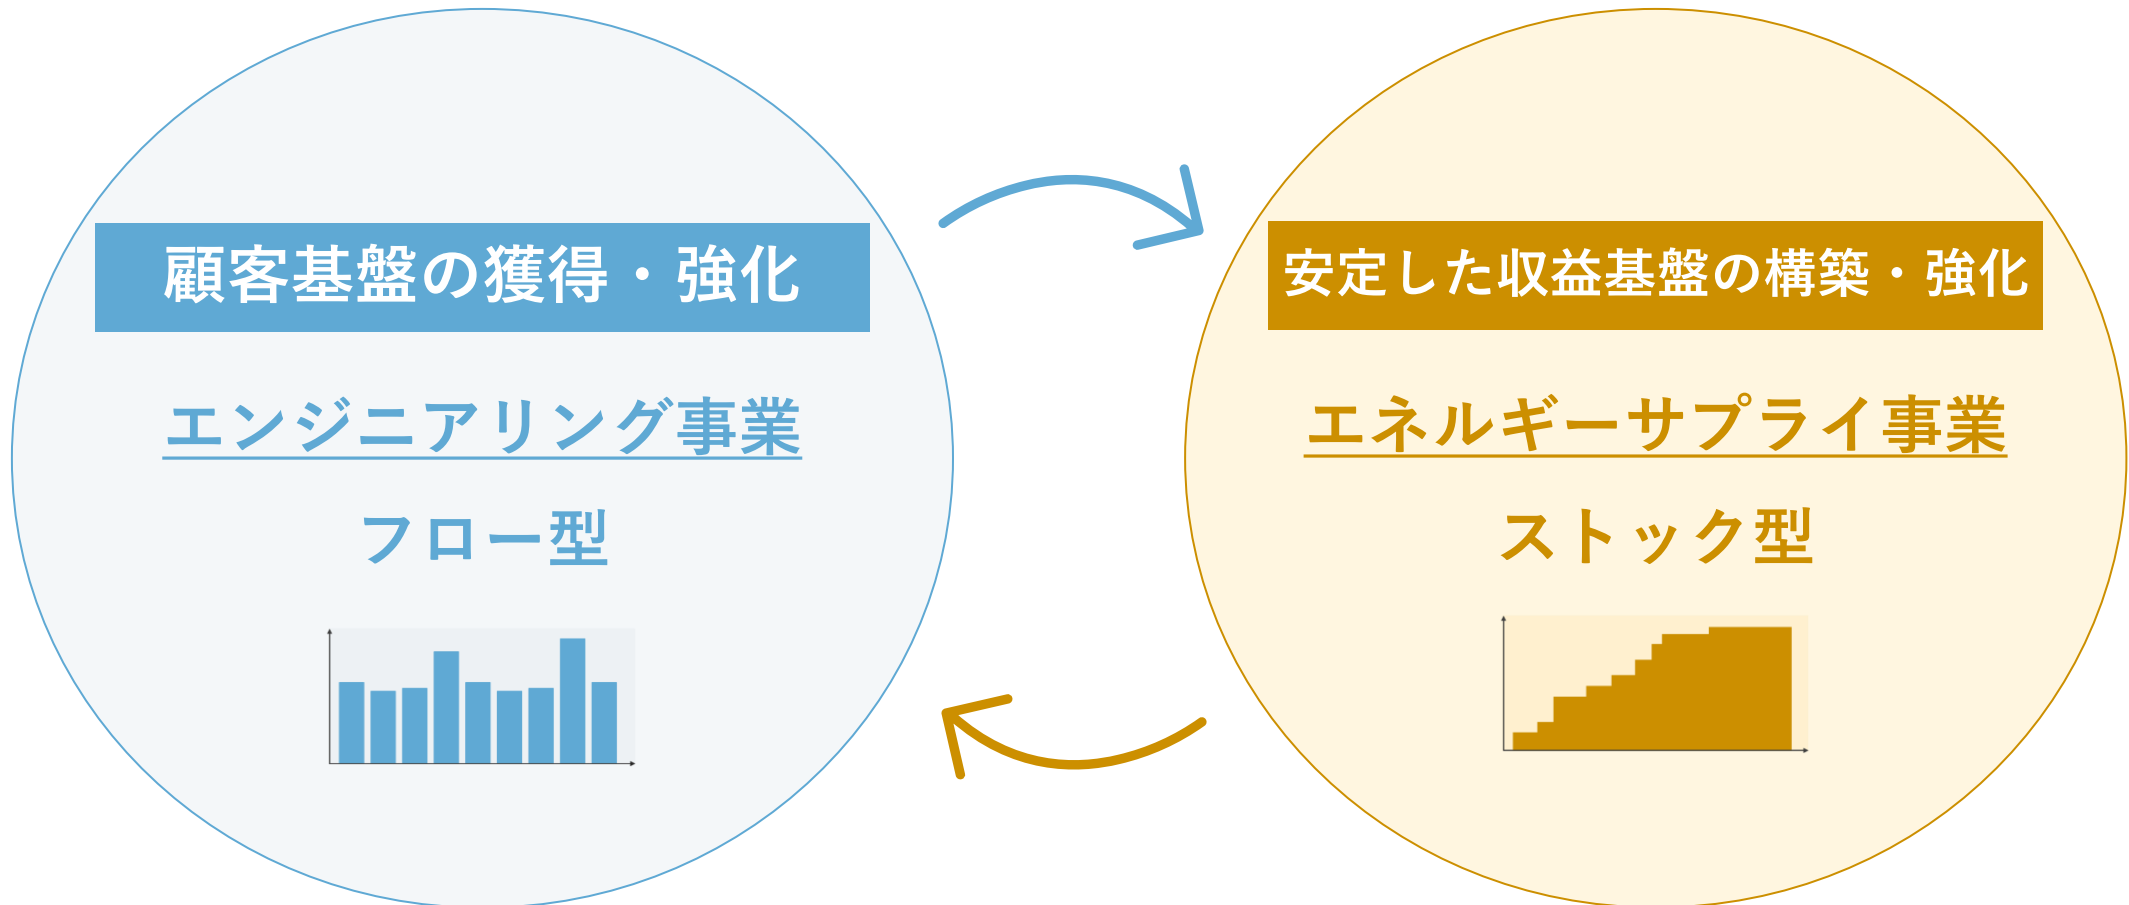 顧客基盤の獲得・強化
エンジニアリング事業
フロー型
安定した収益基盤の構築・強化
エネルギーサプライ事業
ストック型